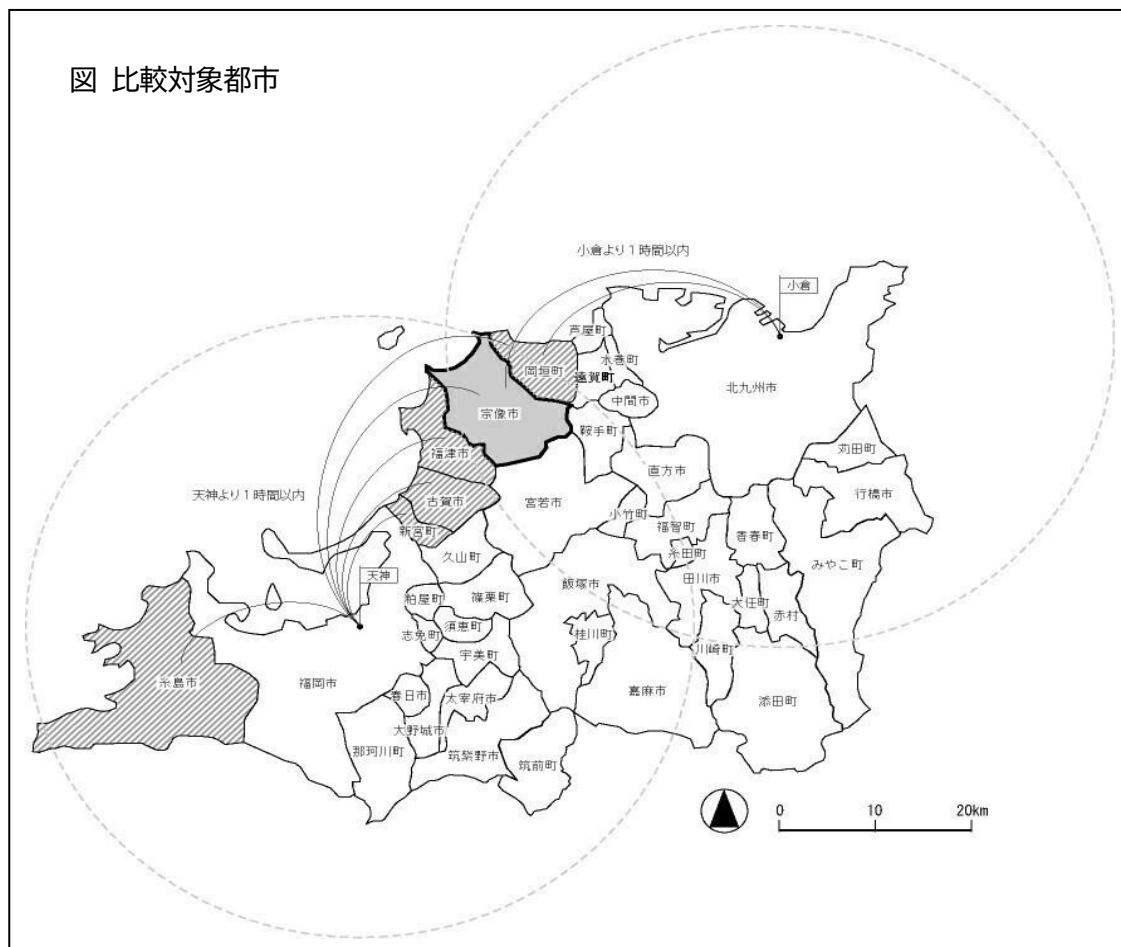 図 比較対象都市
小倉より1時間以内
小倉
芦屋町
水巻町
岡垣町
遠賀町
北九州市
中間市
宗像市
鞍手町
苅田町
福津市
直方市
行橋市
天神より1時間以内
古賀市
宮若市
小竹町
福智町
新宮町
香春町
久山町
糸田町
みやこ町
天神
飯塚市
田川市
粕屋町
篠栗町
大任町
赤村
志免町
須恵町
桂川町
川崎町
宇美町
糸島市
福岡市
春日市
太宰府市
嘉麻市
添田町
大野城市
那珂川町
筑紫野市
筑前町
0 10 20km